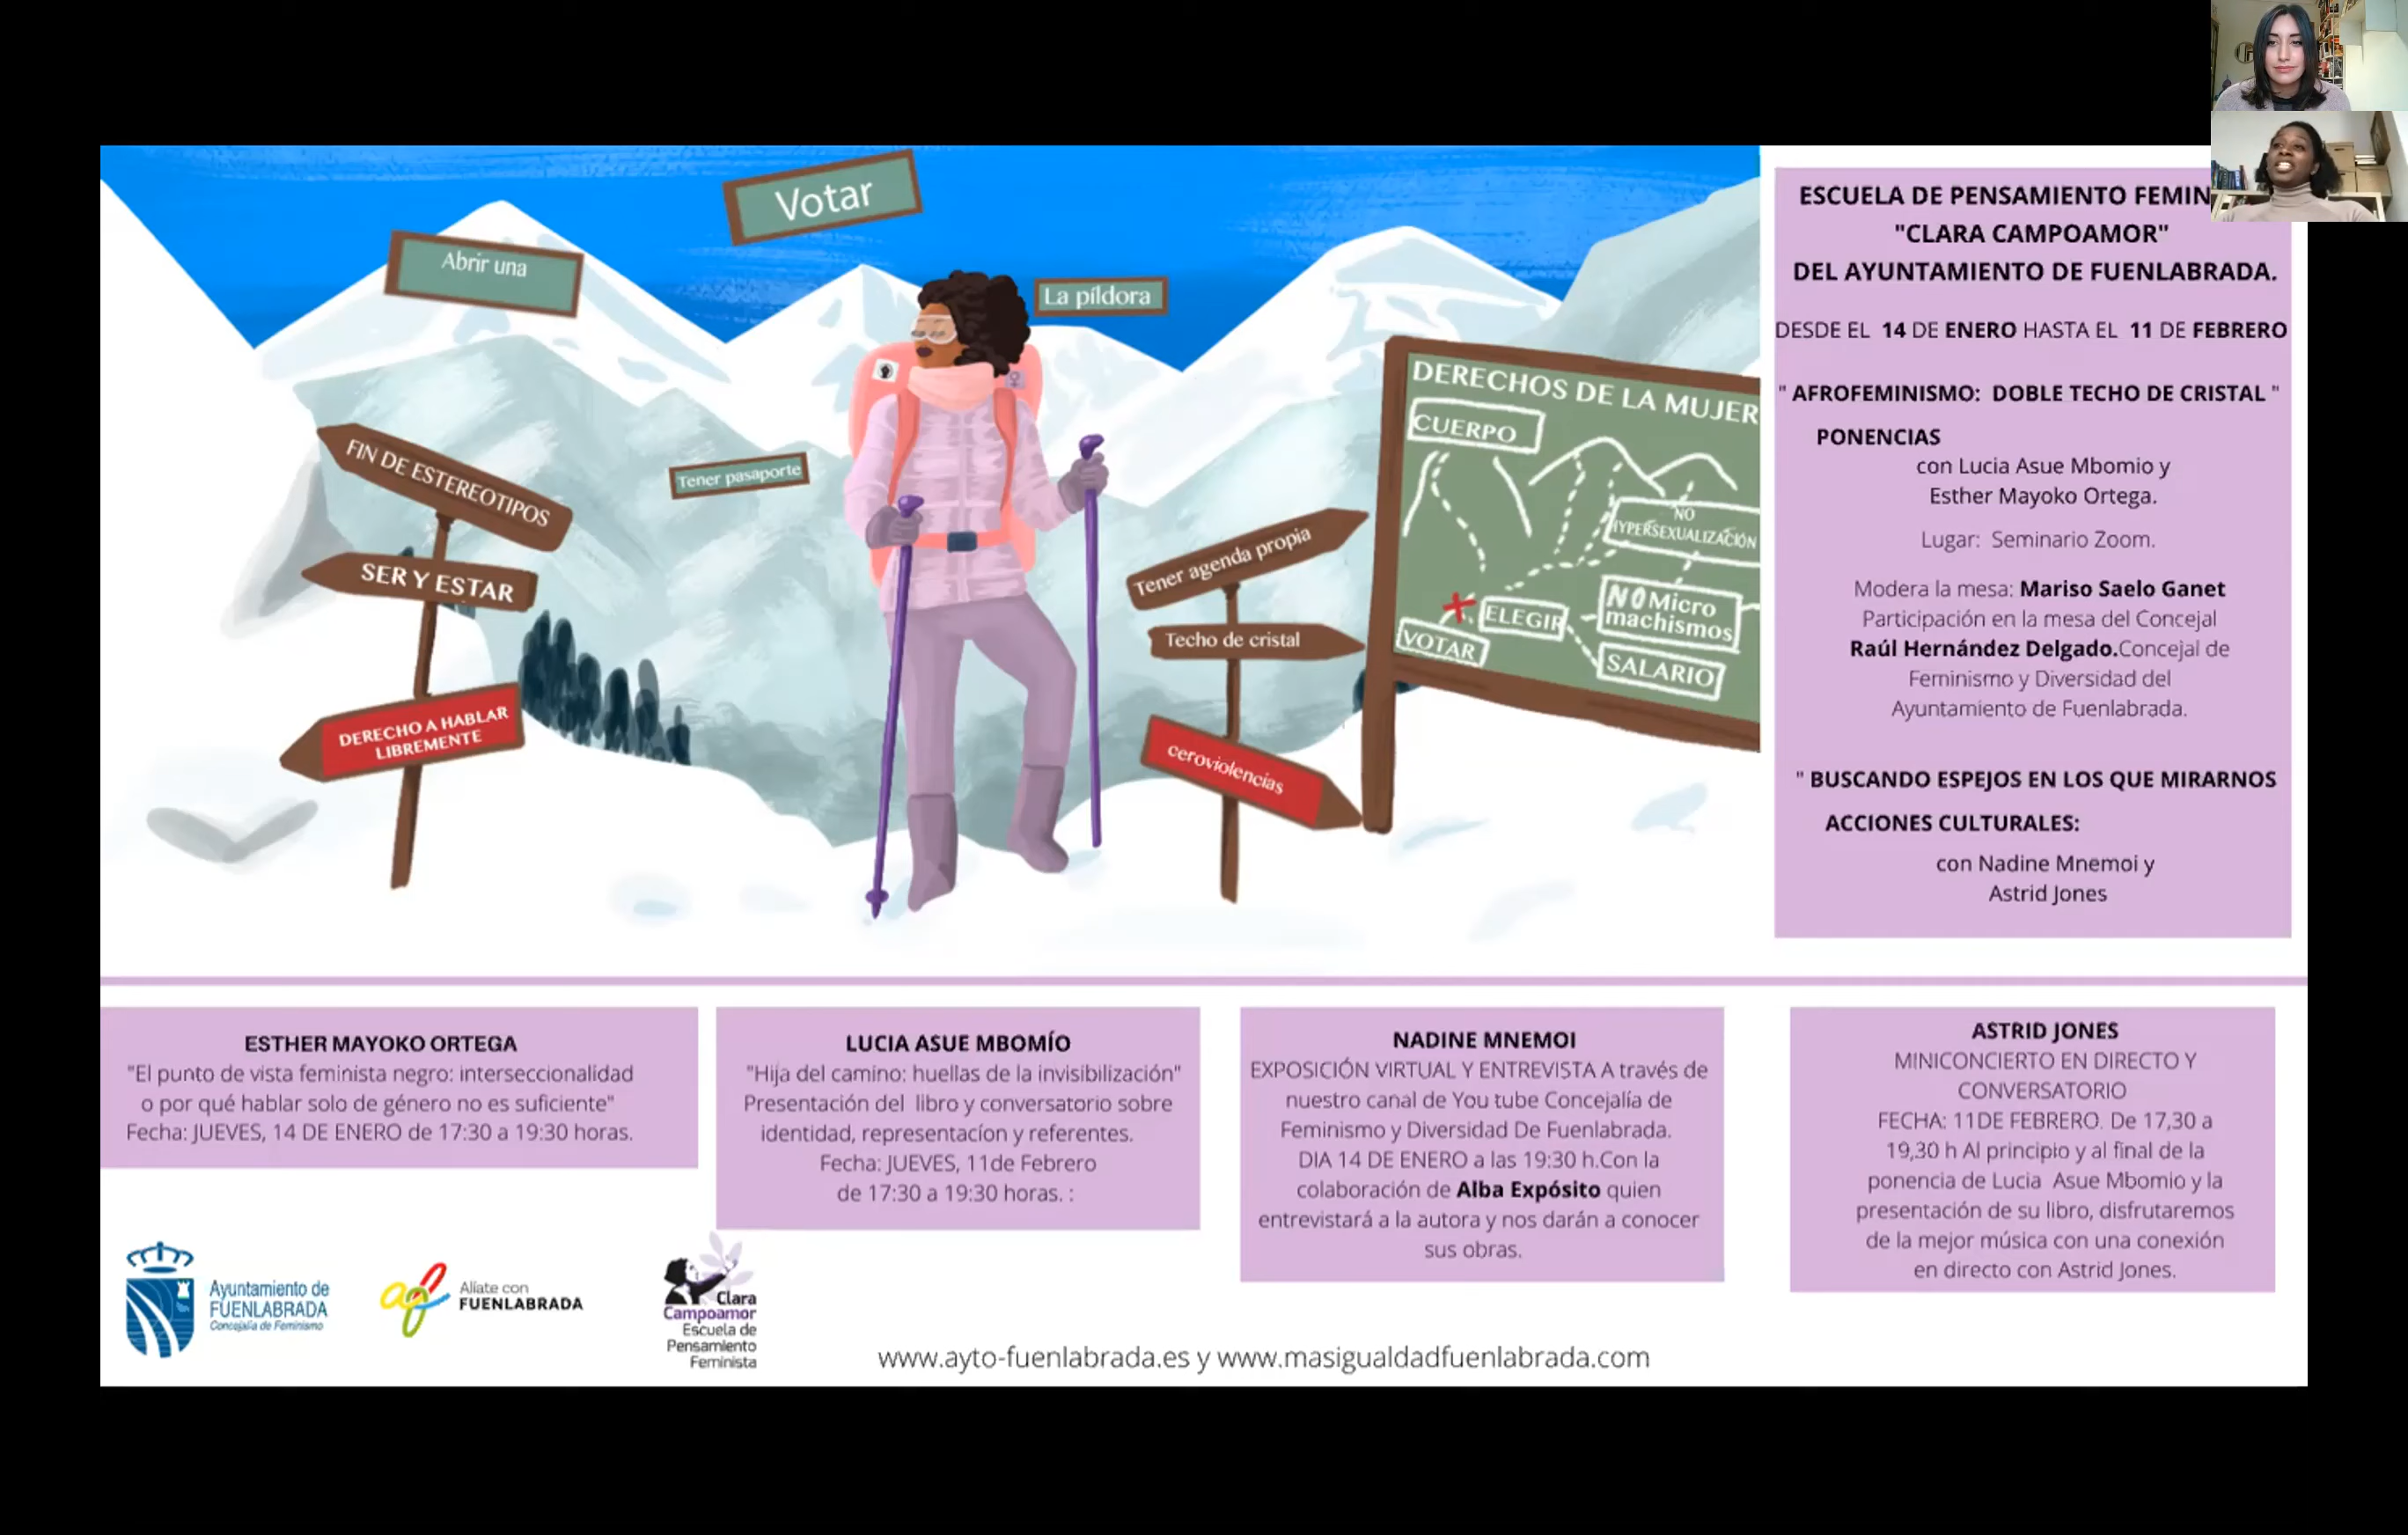 Votar
Abrir una
La píldora
Tener pasaporte
FIN DE ESTEREOTIPOS
SER Y ESTAR
DERECHO A HABLAR
LIBREMENTE
Tener agenda propia
Techo de cristal
ceroviolencias
DERECHOS DE LA MUJER
CUERPO
NO
HYPERSEXUALIZACIÓN
ELEGIR
NO Micro
machismos
VOTAR
SALARIO
ESCUELA DE PENSAMIENTO FEMIN
"CLARA CAMPOAMOR"
DEL AYUNTAMIENTO DE FUENLABRADA.
DESDE EL 14 DE ENERO HASTA EL 11 DE FEBRERO
" AFROFEMINISMO: DOBLE TECHO DE CRISTAL "
PONENCIAS
con Lucia Asue Mbomio y
Esther Mayoko Ortega.
Lugar: Seminario Zoom.
Modera la mesa: Mariso Saelo Ganet
Participación en la mesa del Concejal
Raúl Hernández Delgado.Concejal de
Feminismo y Diversidad del
Ayuntamiento de Fuenlabrada.
" BUSCANDO ESPEJOS EN LOS QUE MIRARNOS
ACCIONES CULTURALES:
con Nadine Mnemoi y
Astrid Jones
ESTHER MAYOKO ORTEGA
"El punto de vista feminista negro: interseccionalidad
o por qué hablar solo de género no es suficiente"
Fecha: JUEVES, 14 DE ENERO de 17:30 a 19:30 horas.
LUCIA ASUE MBOMÍO
"Hija del camino: huellas de la invisibilización"
Presentación del libro y conversatorio sobre
identidad, representacíon y referentes.
Fecha: JUEVES, 11de Febrero
de 17:30 a 19:30 horas. :
NADINE MNEMOI
EXPOSICIÓN VIRTUAL Y ENTREVISTA A través de
nuestro canal de You tube Concejalía de
Feminismo y Diversidad De Fuenlabrada.
DIA 14 DE ENERO a las 19:30 h.Con la
colaboración de Alba Expósito quien
entrevistará a la autora y nos darán a conocer
sus obras.
ASTRID JONES
MINICONCIERTO EN DIRECTO Y
CONVERSATORIO
FECHA: 11DE FEBRERO. De 17,30 a
19,30 h Al principio y al final de la
ponencia de Lucia Asue Mbomio y la
presentación de su libro, disfrutaremos
de la mejor música con una conexión
en directo con Astrid Jones.
Ayuntamiento de
FUENLABRADA
Concejalía de Feminismo
Alíate con
FUENLABRADA
Clara
Campoamor
Escuela de
Pensamiento
Feminista
www.ayto-fuenlabrada.es y www.masigualdadfuenlabrada.com